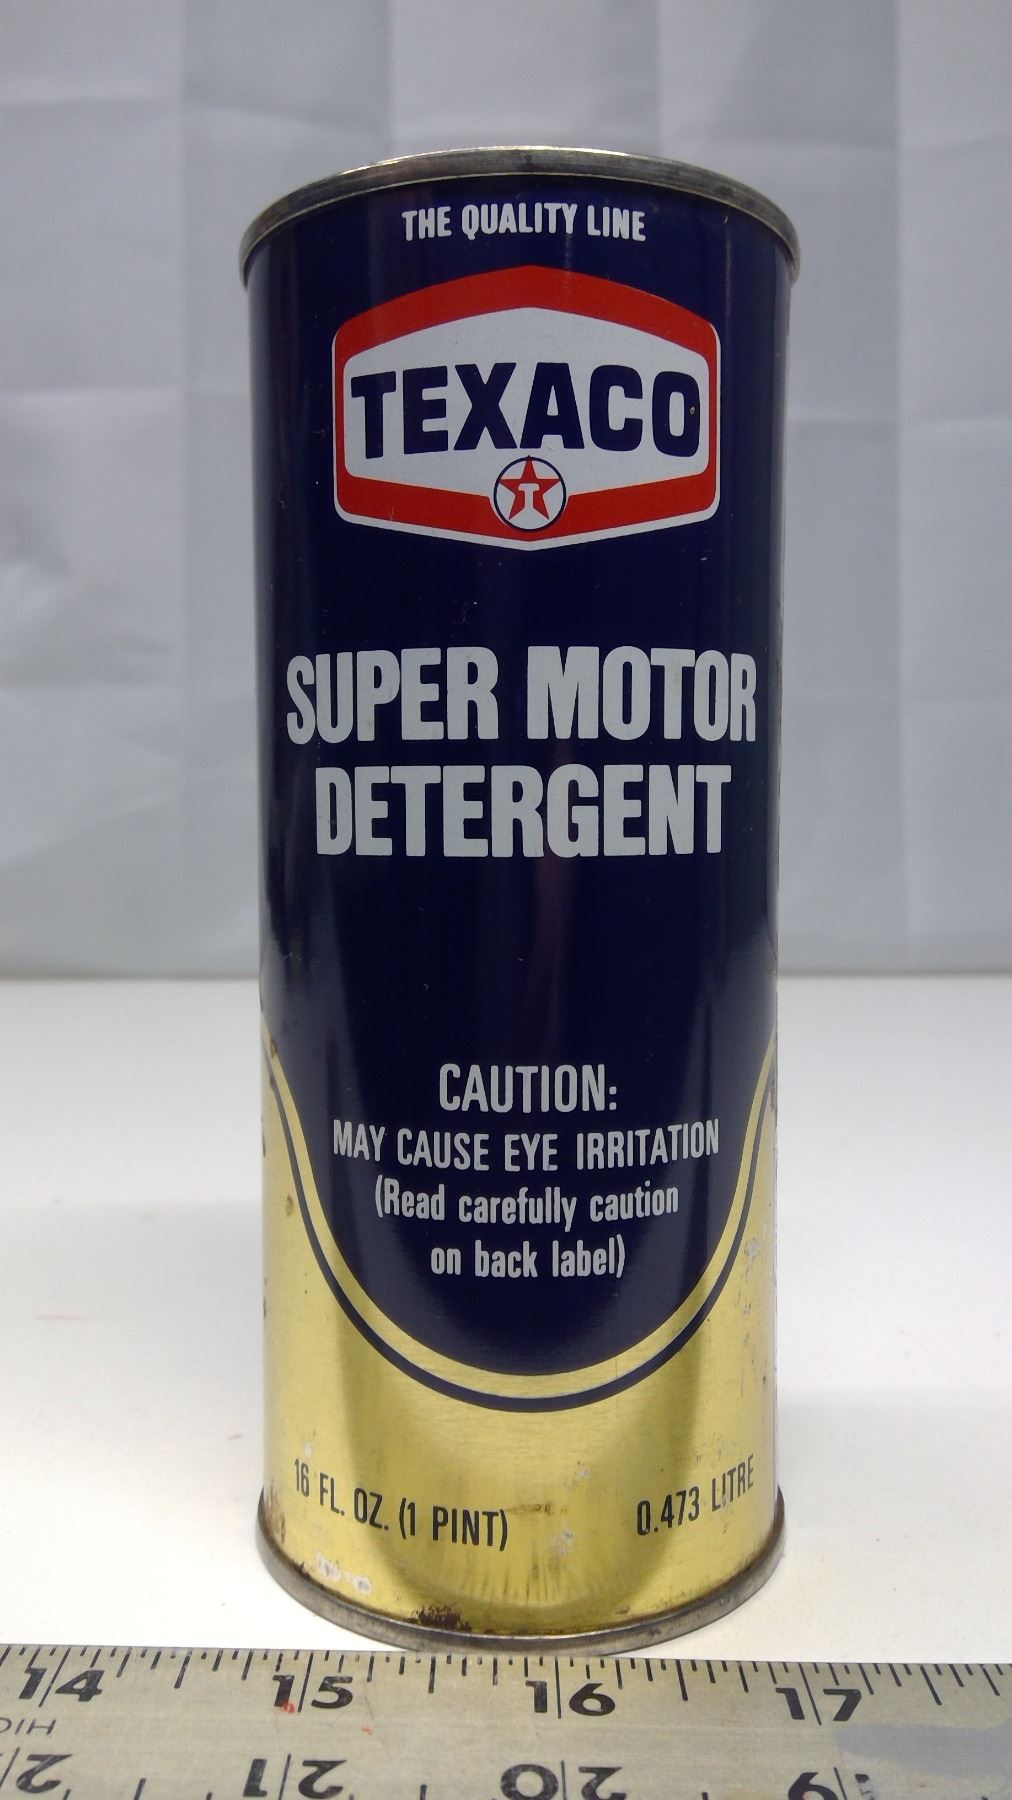 THE QUALITY LINE
TEXACO
T
SUPER MOTOR
DETERGENT
CAUTION:
MAY CAUSE EYE IRRITATION
(Read carefully caution
on back label)
16 FL. OZ. (1 PINT) 0.473 LITRE
14 15 16 17
21 20